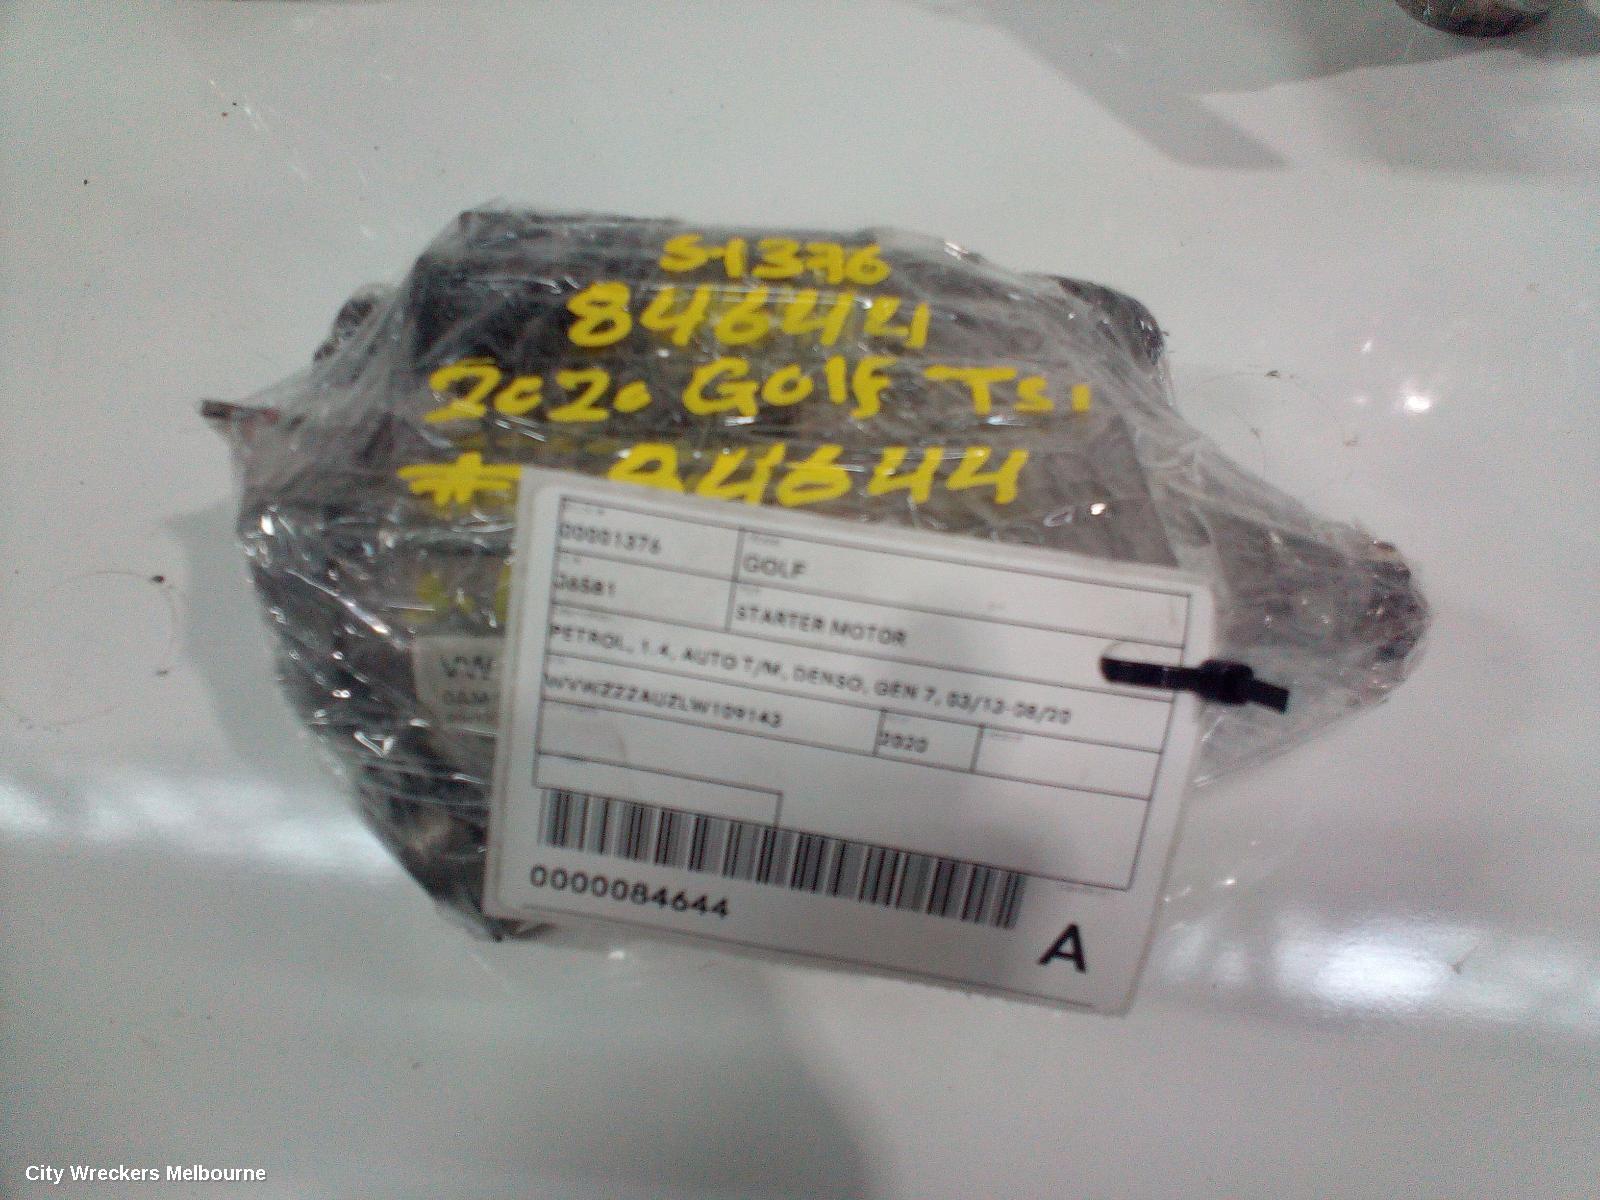 S1376
84644
2020 Golf TSI
* 84644
00001376 GOLF
STARTER MOTOR
PETROL, 1.4, AUTO T/M, DENSO, GEN 7, 03/13-08/20
WVWZZZAUZLW109143 2020
0000084644
A
City Wreckers Melbourne